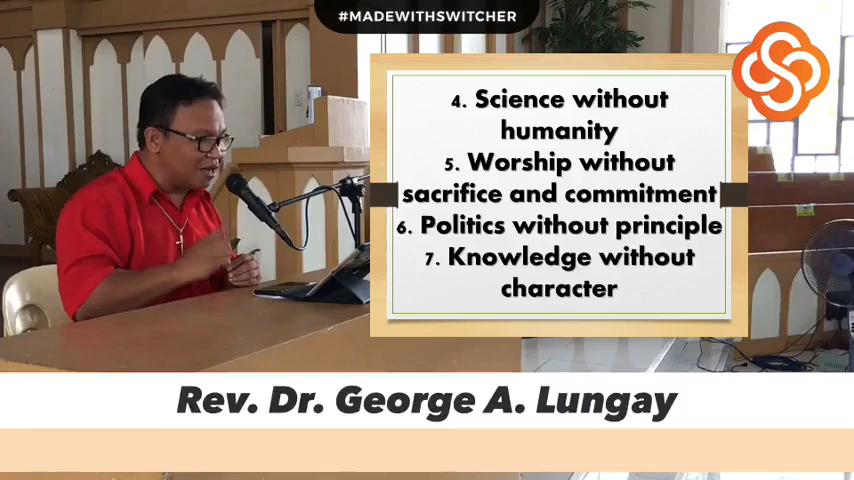 #MADEWITHSWITCHER
4. Science without
humanity
5. Worship without
sacrifice and commitment
6. Politics without principle
7. Knowledge without
character
Rev. Dr. George A. Lungay